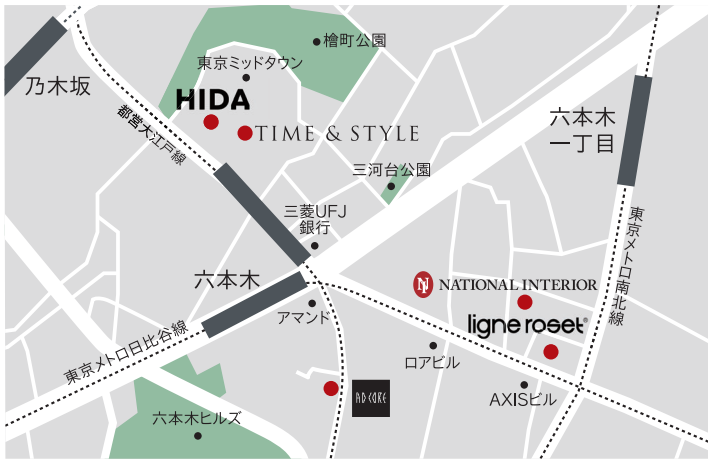 檜町公園
東京ミッドタウン
乃木坂
HIDA
TIME & STYLE
都営大江戸線
六本木
一丁目
三河台公園
三菱UFJ
銀行
東京メトロ南北線
六本木
NI
NATIONAL INTERIOR
アマンド
ligne roset®
東京メトロ日比谷線
ロアビル
AD CORE
AXISビル
六本木ヒルズ